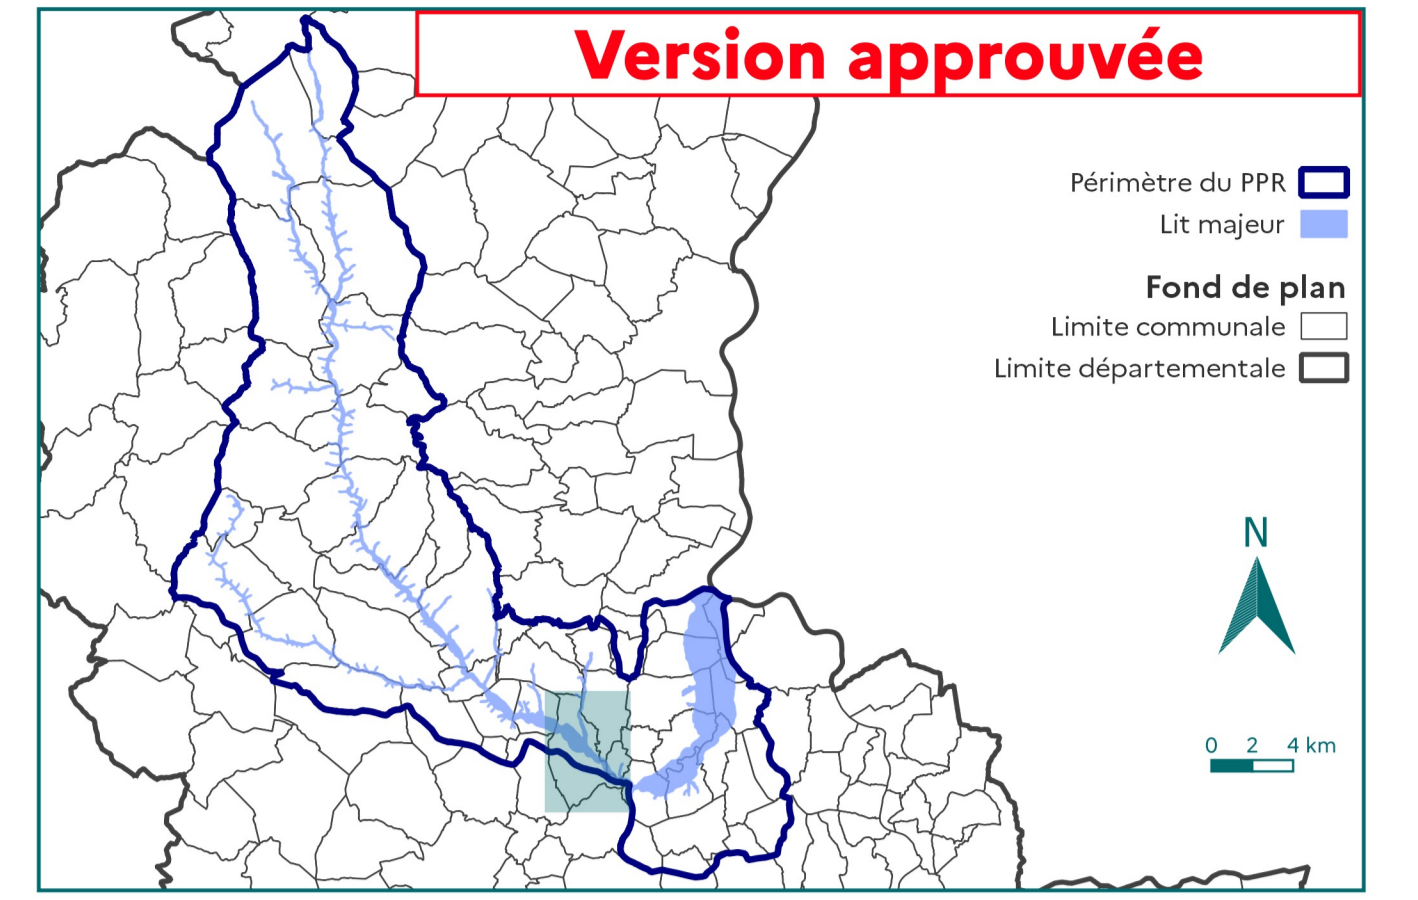 Version approuvée
Périmètre du PPR
Lit majeur
Fond de plan
Limite communale
Limite départementale
N
0 2 4 km